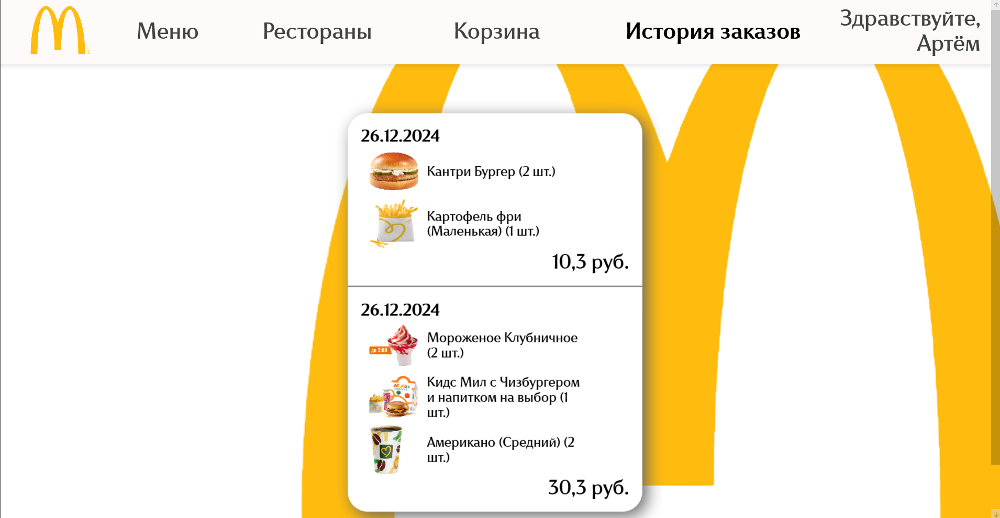 Меню
Рестораны
Корзина
История заказов
Здравствуйте,
Артём
26.12.2024
Кантри Бургер (2 шт.)
Картофель фри
(Маленькая) (1 шт.)
10,3 руб.
26.12.2024
до 2:00
Мороженое Клубничное
(2 шт.)
КИДС
МИЛ
Кидс Мил с Чизбургером
и напитком на выбор (1
шт.)
Американо (Средний) (2
шт.)
30,3 руб.